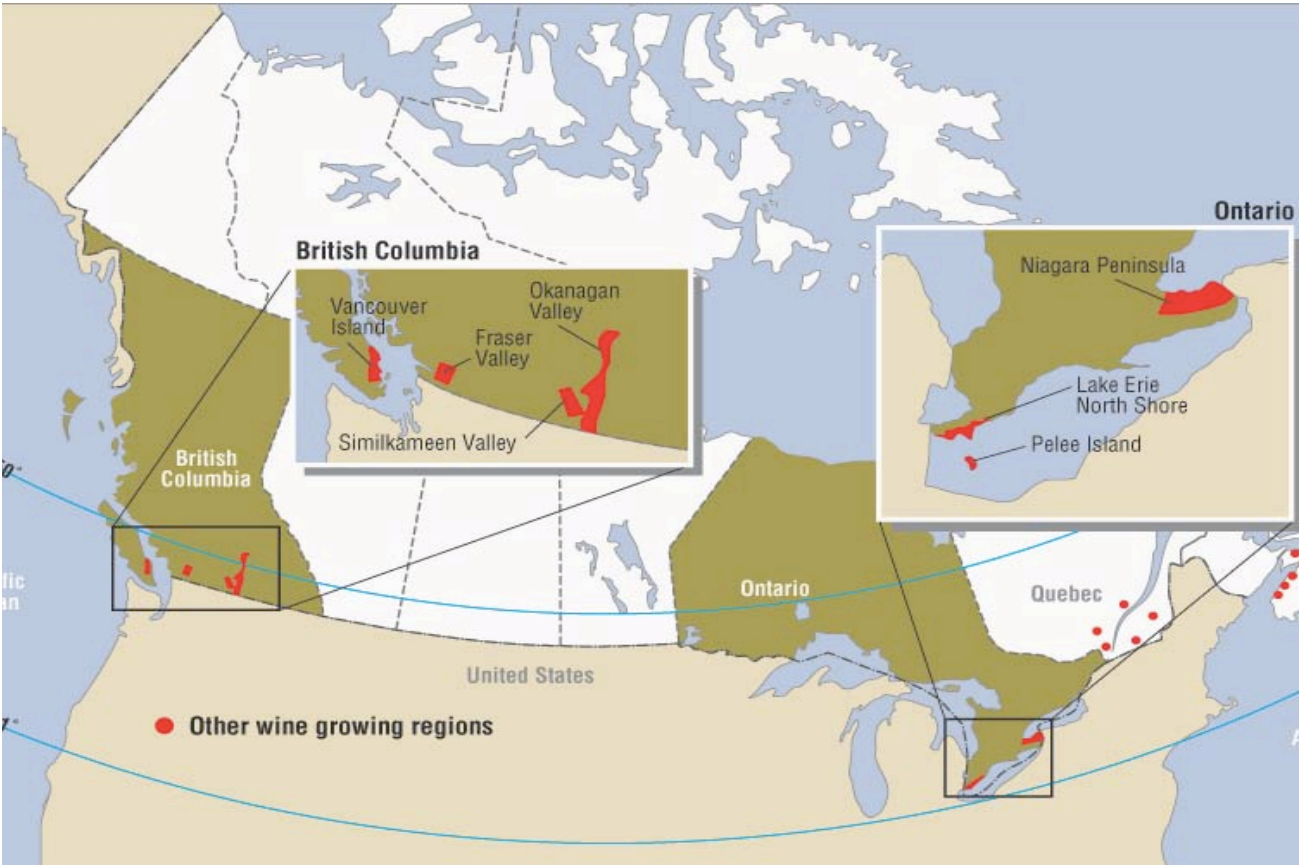 Ontario
British Columbia
Niagara Peninsula
Vancouver
Island
Okanagan
Valley
Fraser
Valley
Similkameen Valley
Lake Erie
North Shore
Pelee Island
British
Columbia
Ontario
Quebec
United States
Other wine growing regions